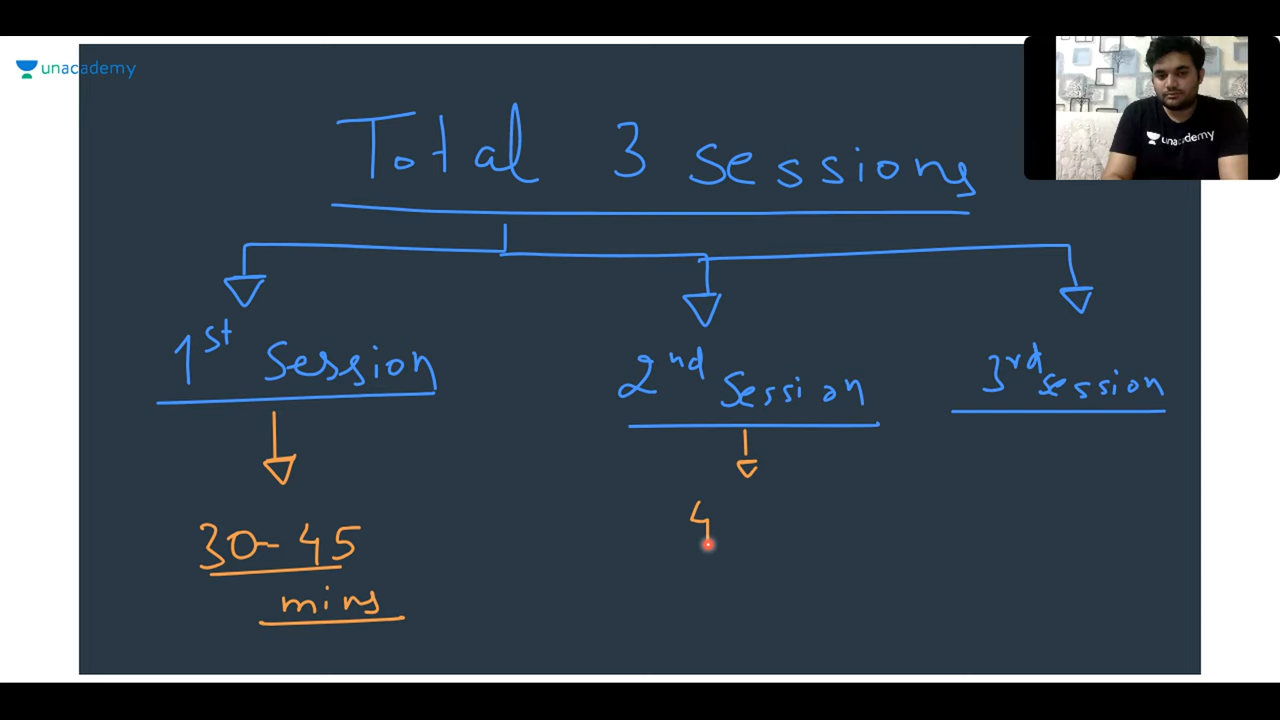 unacademy
unacademy
Total 3 sessions
1st Session
2nd Session
3rd session
30-45
mins
4